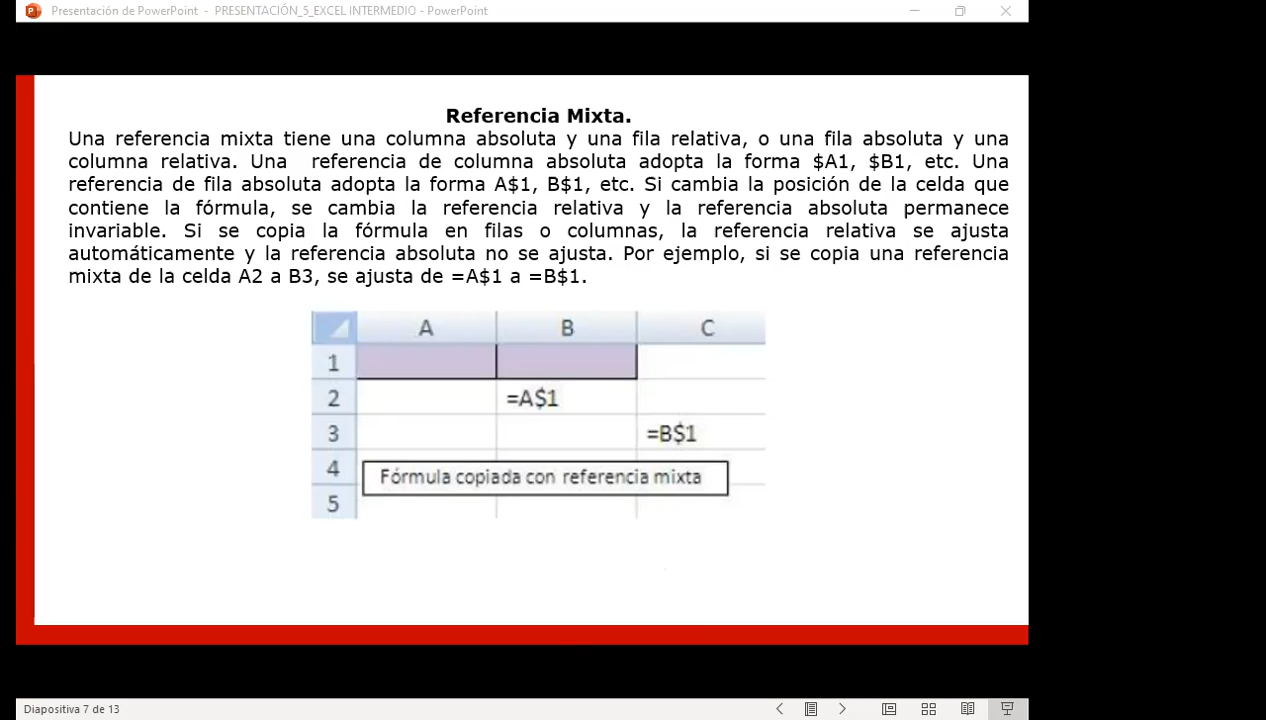 Presentación de PowerPoint - PRESENTACIÓN_5_EXCEL INTERMEDIO - PowerPoint
Referencia Mixta.
Una referencia mixta tiene una columna absoluta y una fila relativa, o una fila absoluta y una
columna relativa. Una referencia de columna absoluta adopta la forma $A1, $B1, etc. Una
referencia de fila absoluta adopta la forma A$1, B$1, etc. Si cambia la posición de la celda que
contiene la fórmula, se cambia la referencia relativa y la referencia absoluta permanece
invariable. Si se copia la fórmula en filas o columnas, la referencia relativa se ajusta
automáticamente y la referencia absoluta no se ajusta. Por ejemplo, si se copia una referencia
mixta de la celda A2 a B3, se ajusta de =A$1 a =B$1.
A B C
1
2 =A$1
3 =B$1
4 Fórmula copiada con referencia mixta
5
Diapositiva 7 de 13